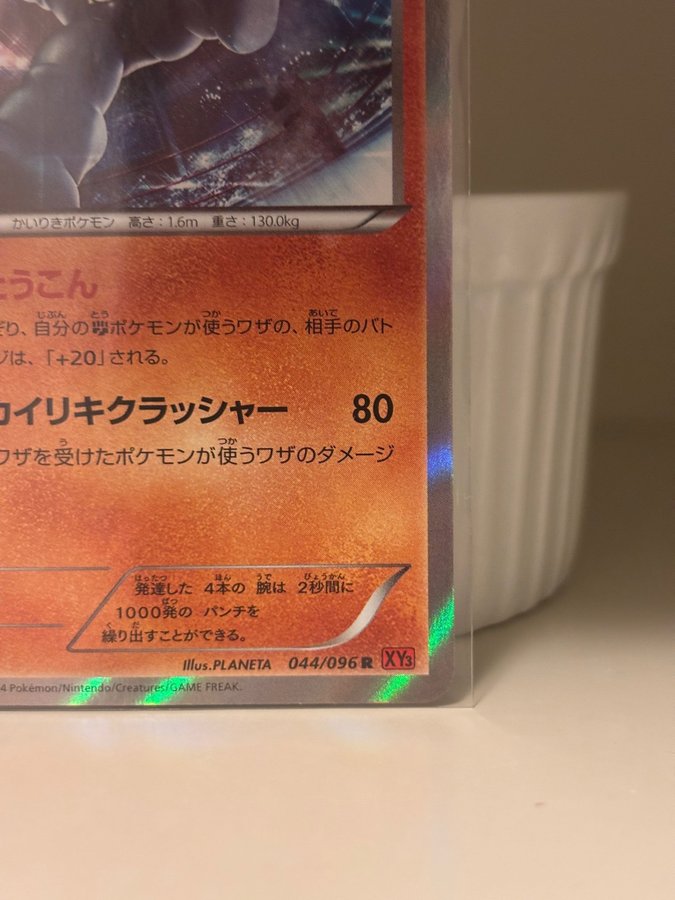 かいりきポケモン 高さ：1.6m 重さ：130.0kg
とうこん
ぎり、自分の闘ポケモンが使うワザの、相手のバト
ジは、「+20」される。
カイリキクラッシャー 80
ワザを受けたポケモンが使うワザのダメージ
発達した 4本の 腕は 2秒間に
1000発の パンチを
繰り出すことができる。
Illus.PLANETA 044/096 R XY3
4 Pokémon/Nintendo/Creatures/GAME FREAK.